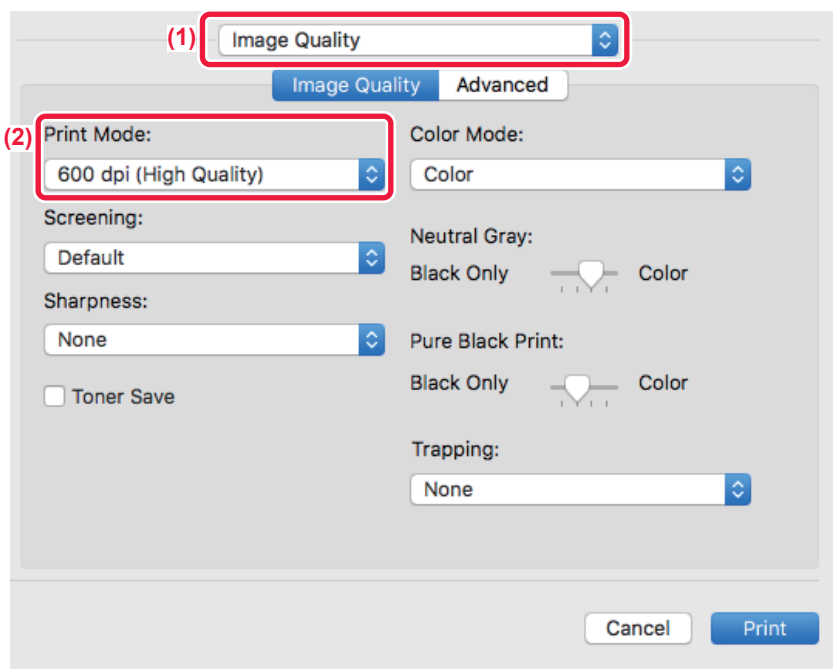 (1) Image Quality
Image Quality Advanced
(2) Print Mode:
600 dpi (High Quality)
Screening:
Default
Sharpness:
None
Toner Save
Color Mode:
Color
Neutral Gray:
Black Only Color
Pure Black Print:
Black Only Color
Trapping:
None
Cancel Print